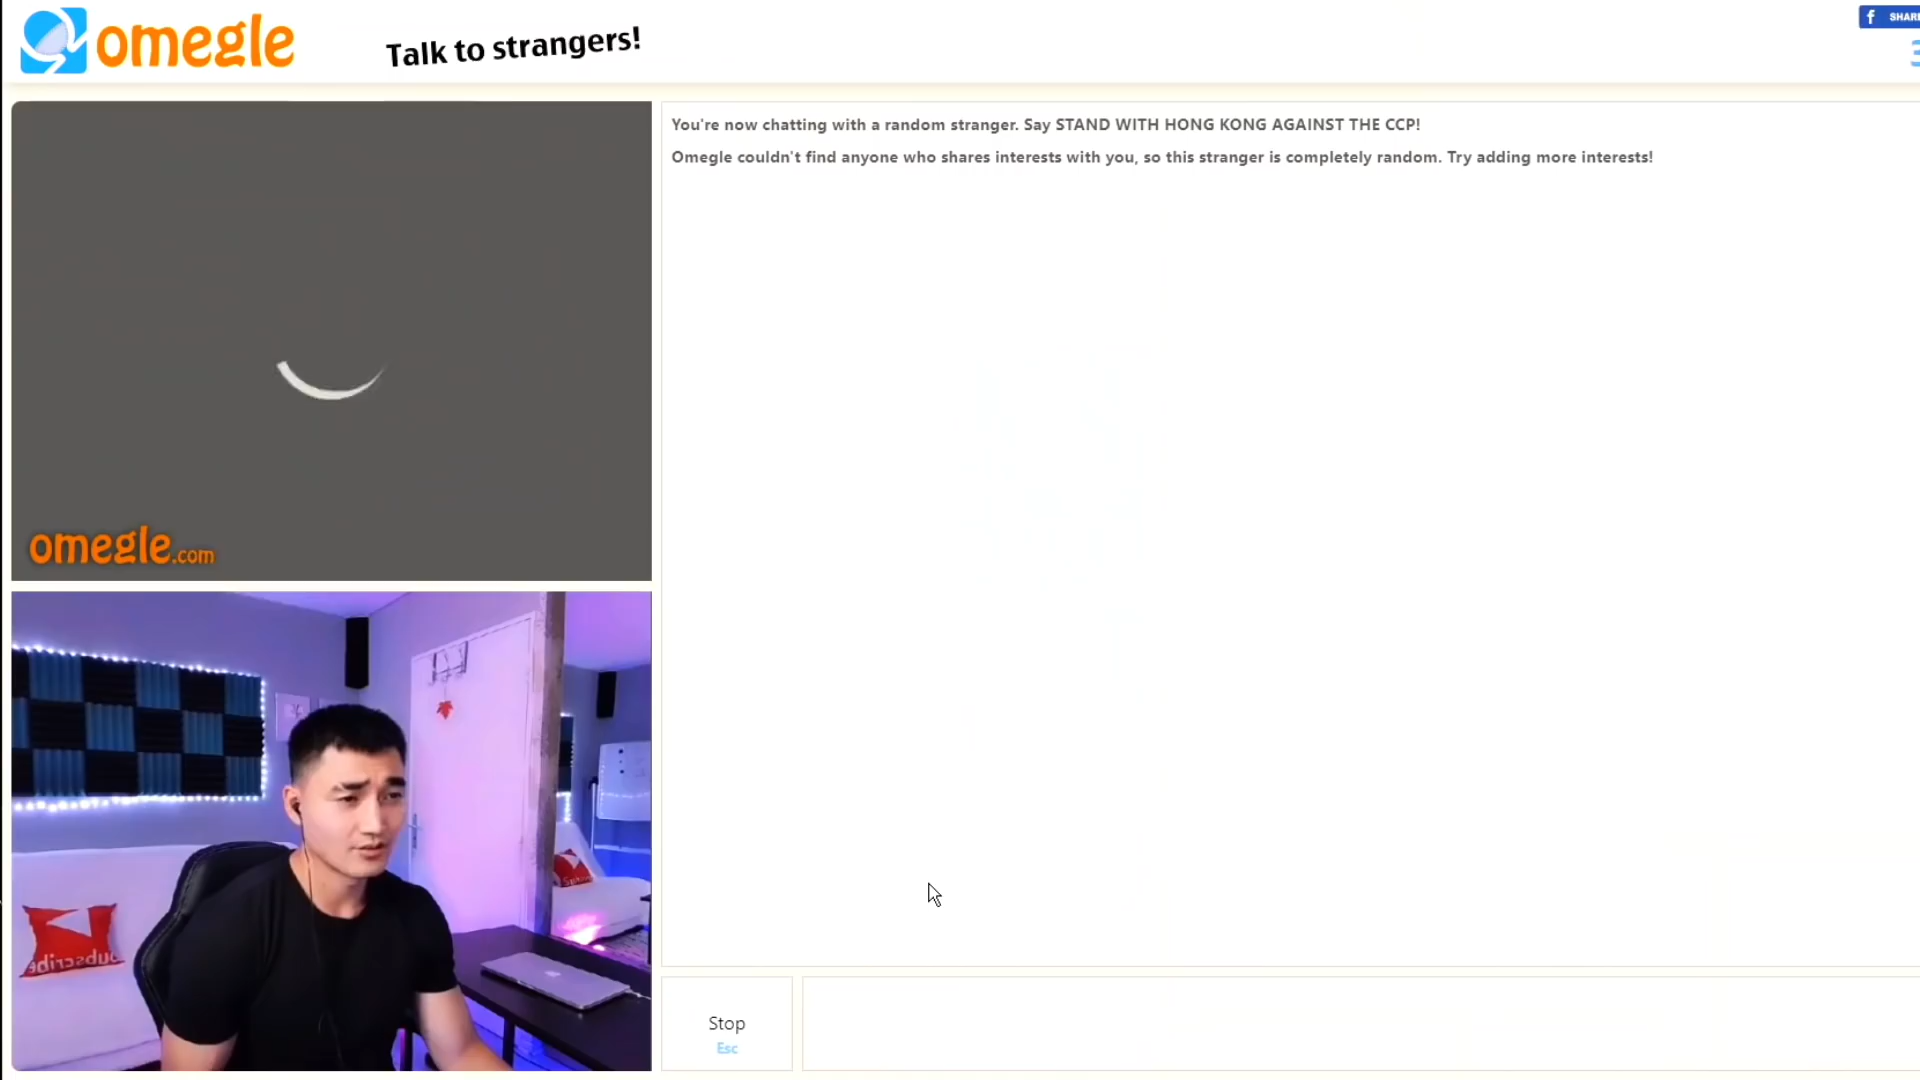 omegle
Talk to strangers!
f SHARE
You're now chatting with a random stranger. Say STAND WITH HONG KONG AGAINST THE CCP!
Omegle couldn't find anyone who shares interests with you, so this stranger is completely random. Try adding more interests!
omegle.com
Subscribe
Stop
Esc